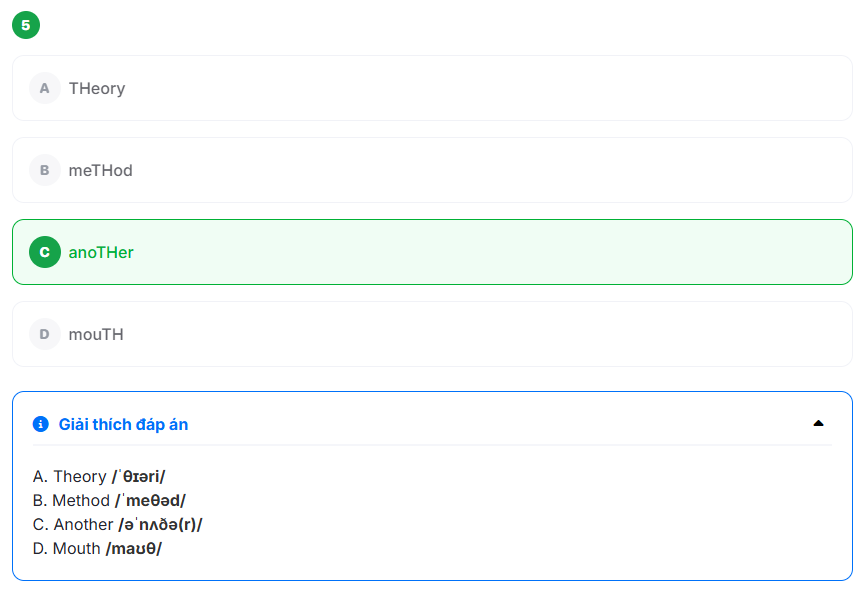 5
A THeory
B meTHod
C anoTHer
D mouTH
Giải thích đáp án
A. Theory /ˈθɪəri/
B. Method /ˈmeθəd/
C. Another /əˈnʌðə(r)/
D. Mouth /maʊθ/